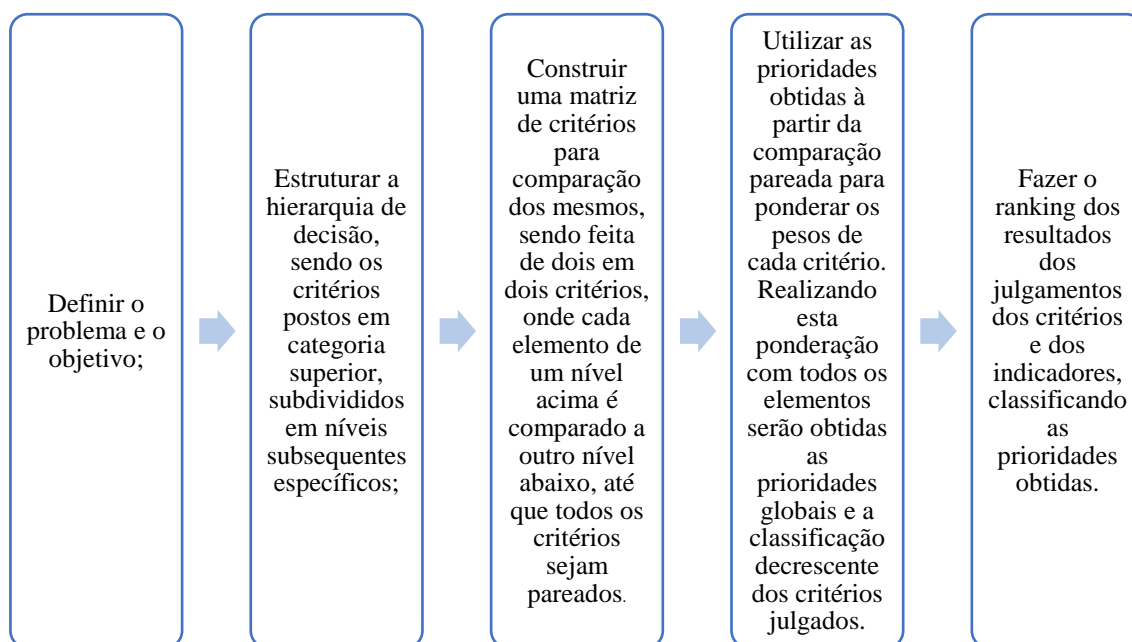 Definir o
problema e o
objetivo;
Estruturar a
hierarquia de
decisão,
sendo os
critérios
postos em
categoria
superior,
subdivididos
em níveis
subsequentes
específicos;
Construir
uma matriz
de critérios
para
comparação
dos mesmos,
sendo feita
de dois em
dois critérios,
onde cada
elemento de
um nível
acima é
comparado a
outro nível
abaixo, até
que todos os
critérios
sejam
pareados.
Utilizar as
prioridades
obtidas à
partir da
comparação
pareada para
ponderar os
pesos de
cada critério.
Realizando
esta
ponderação
com todos os
elementos
serão obtidas
as
prioridades
globais e a
classificação
decrescente
dos critérios
julgados.
Fazer o
ranking dos
resultados
dos
julgamentos
dos critérios
e dos
indicadores,
classificando
as
prioridades
obtidas.